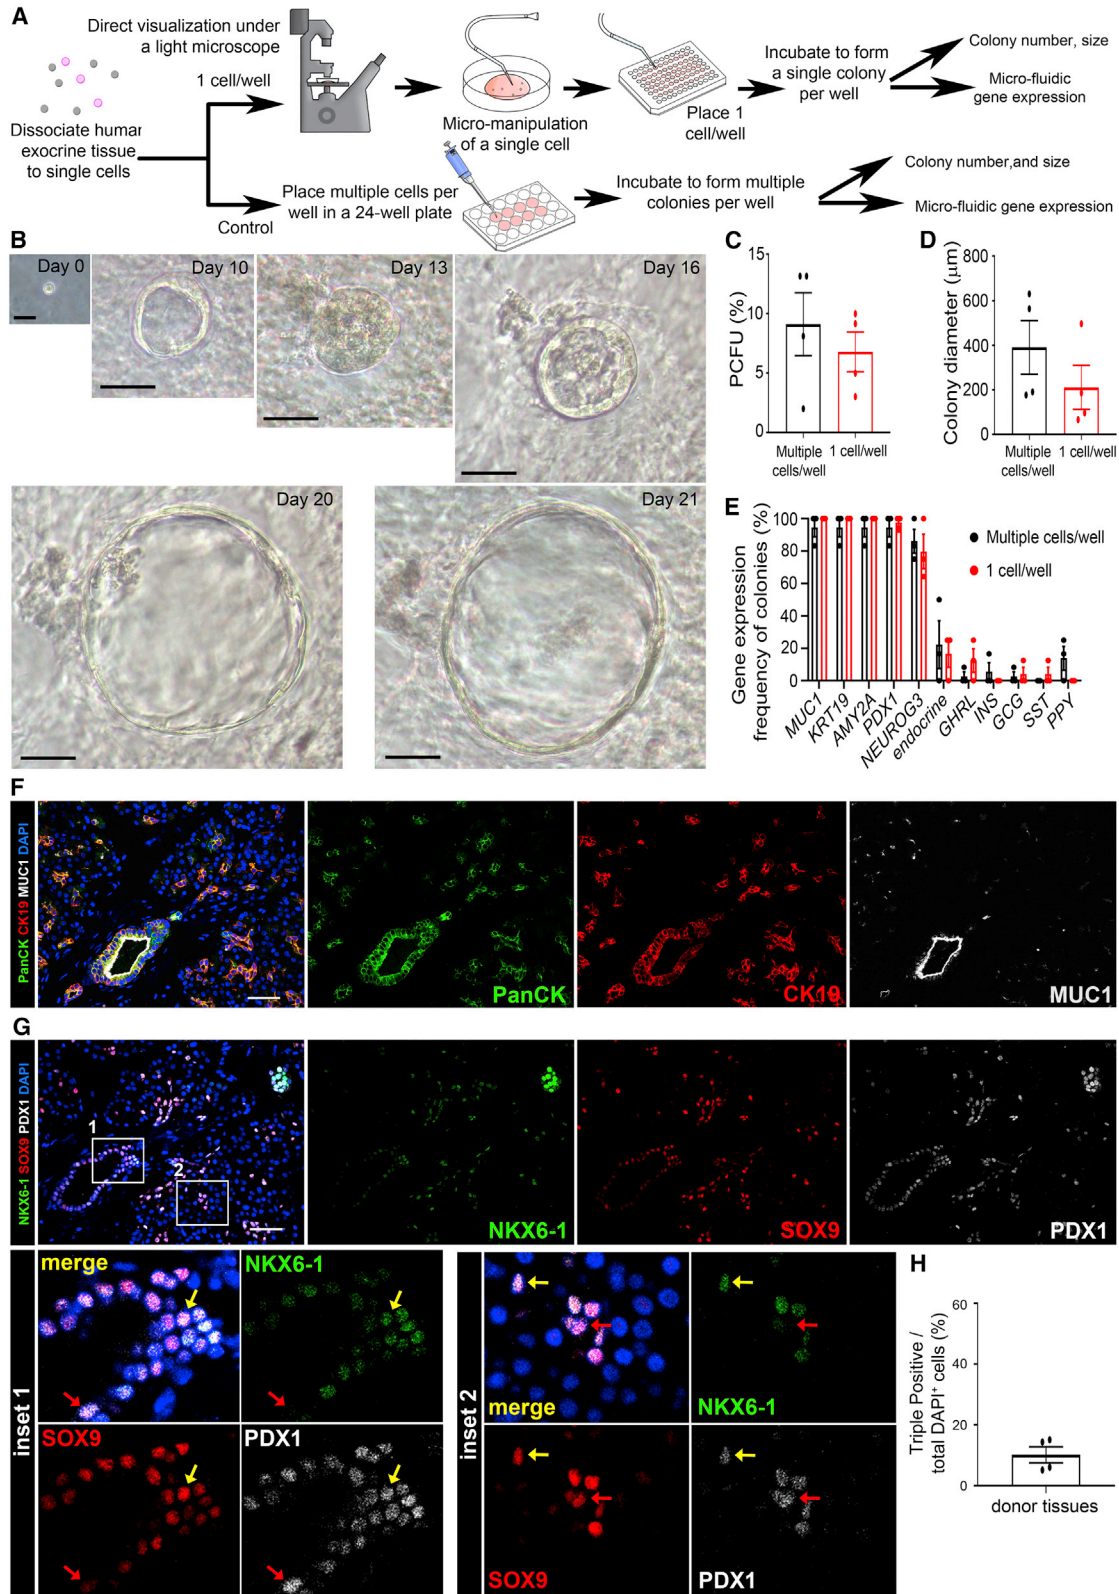 A
Direct visualization under
a light microscope
1 cell/well
Dissociate human
exocrine tissue
to single cells
Micro-manipulation
of a single cell
Place 1
cell/well
Incubate to form
a single colony
per well
Colony number, size
Micro-fluidic
gene expression
Control
Place multiple cells per
well in a 24-well plate
Incubate to form multiple
colonies per well
Colony number,and size
Micro-fluidic gene expression
B
Day 0
Day 10
Day 13
Day 16
Day 20
Day 21
C
PCFU (%)
15
10
5
0
Multiple
cells/well
1 cell/well
D
Colony diameter (μm)
800
600
400
200
0
Multiple
cells/well
1 cell/well
E
Gene expression
frequency of colonies (%)
100
80
60
40
20
0
Multiple cells/well
1 cell/well
MUC1
KRT19
AMY2A
PDX1
NEUROG3
endocrine
GHRL
INS
GCG
SST
PPY
F
PanCK CK19 MUC1 DAPI
PanCK
CK19
MUC1
G
NKX6-1 SOX9 PDX1 DAPI
1
2
NKX6-1
SOX9
PDX1
inset 1
merge
NKX6-1
SOX9
PDX1
inset 2
merge
NKX6-1
SOX9
PDX1
H
Triple Positive /
total DAPI⁺ cells (%)
60
40
20
0
donor tissues